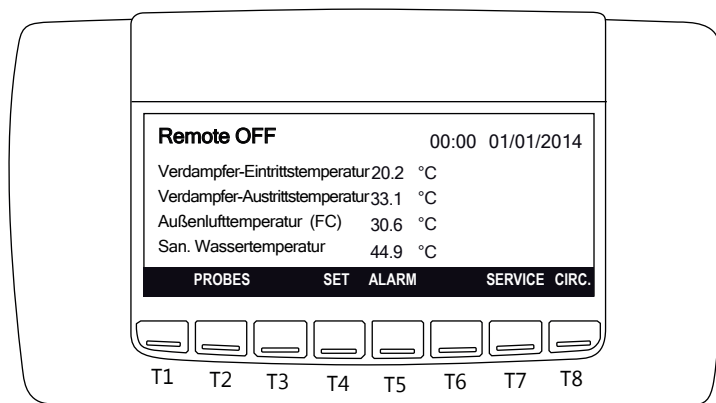 Remote OFF 00:00 01/01/2014
Verdampfer-Eintrittstemperatur 20.2 °C
Verdampfer-Austrittstemperatur 33.1 °C
Außenlufttemperatur (FC) 30.6 °C
San. Wassertemperatur 44.9 °C
PROBES SET ALARM SERVICE CIRC.
T1 T2 T3 T4 T5 T6 T7 T8